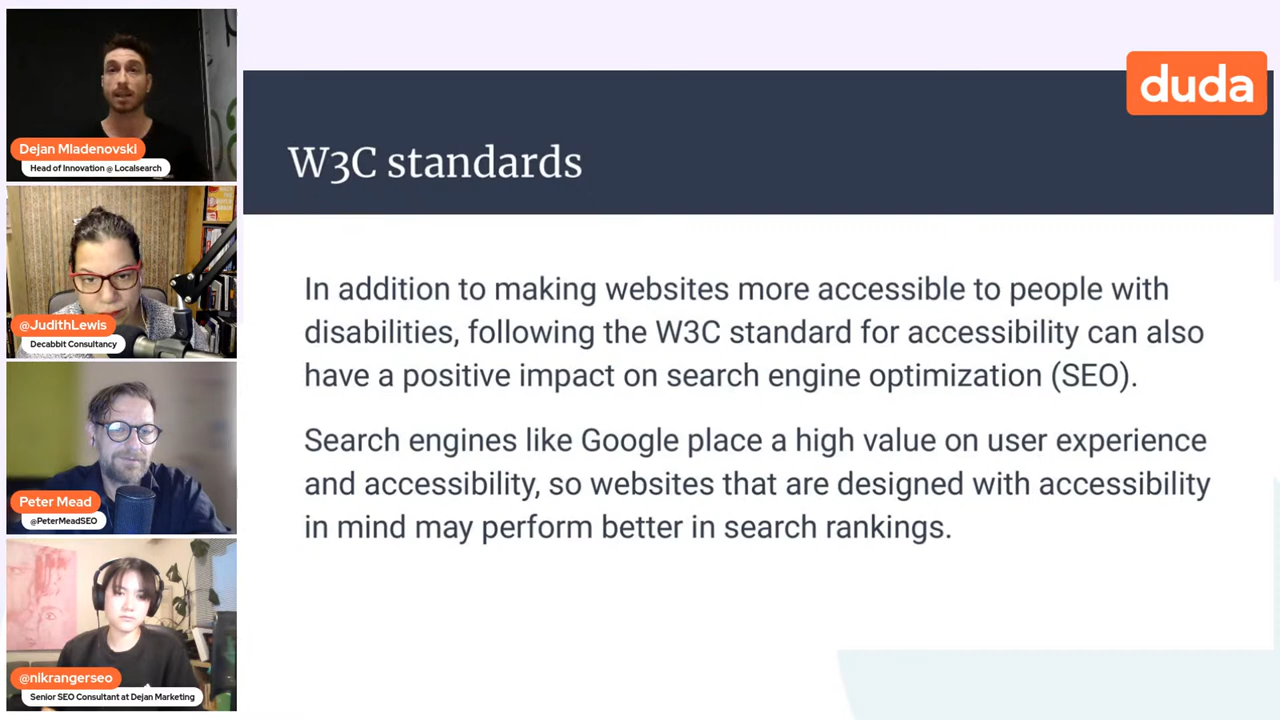 duda
W3C standards
In addition to making websites more accessible to people with
disabilities, following the W3C standard for accessibility can also
have a positive impact on search engine optimization (SEO).
Search engines like Google place a high value on user experience
and accessibility, so websites that are designed with accessibility
in mind may perform better in search rankings.
Dejan Mladenovski
Head of Innovation @ Localsearch
@JudithLewis
Decabbit Consultancy
Peter Mead
@PeterMeadSEO
@nikrangerseo
Senior SEO Consultant at Dejan Marketing